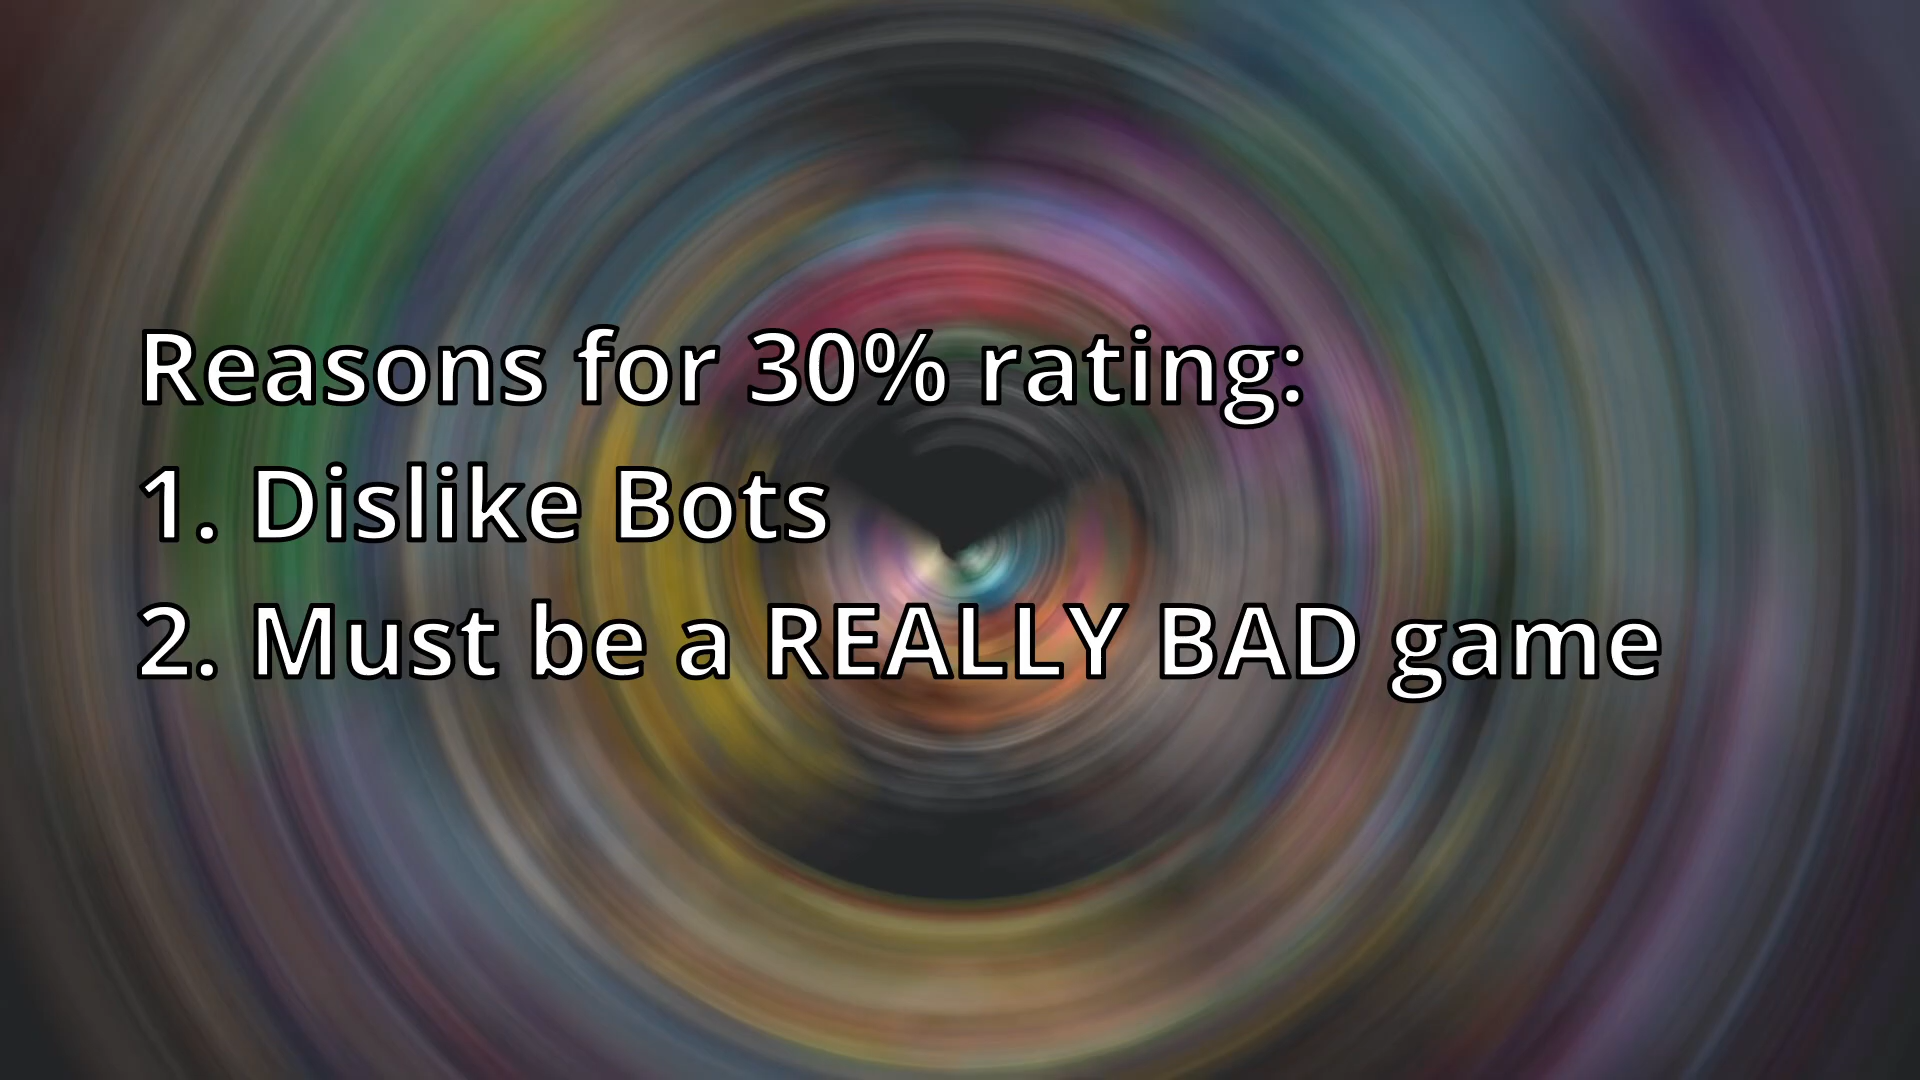 Reasons for 30% rating:
1. Dislike Bots
2. Must be a REALLY BAD game